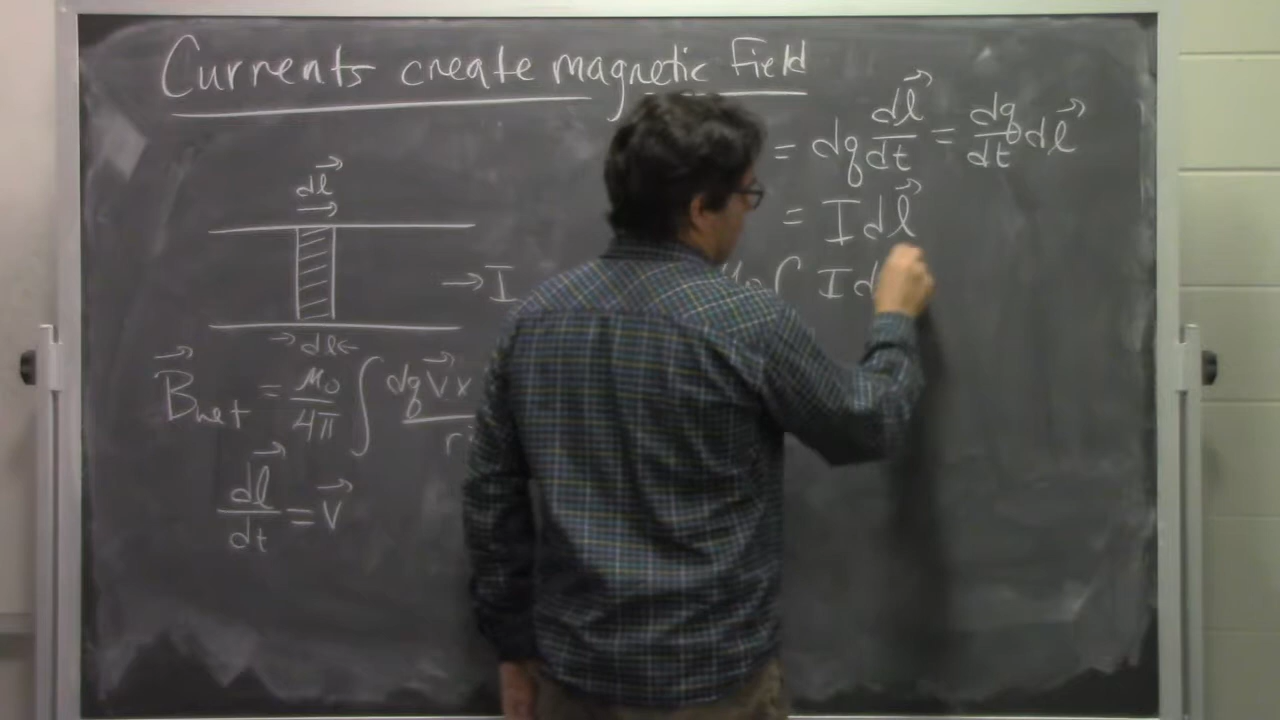 Currents create magnetic field
= dq dl⃗/dt = dq/dt dl⃗
= I dl⃗
dl⃗
→ I
μ₀ ∫ I d
→ dl ←
B⃗net = μ₀/4π ∫ dq v⃗ x / r
dl⃗/dt = v⃗